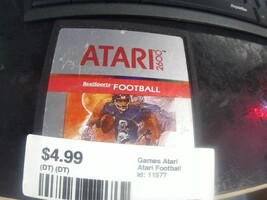 ATARI 2600
RealSports FOOTBALL
$4.99
(DT) (DT)
Games Atari
Atari Football
Id: 11577